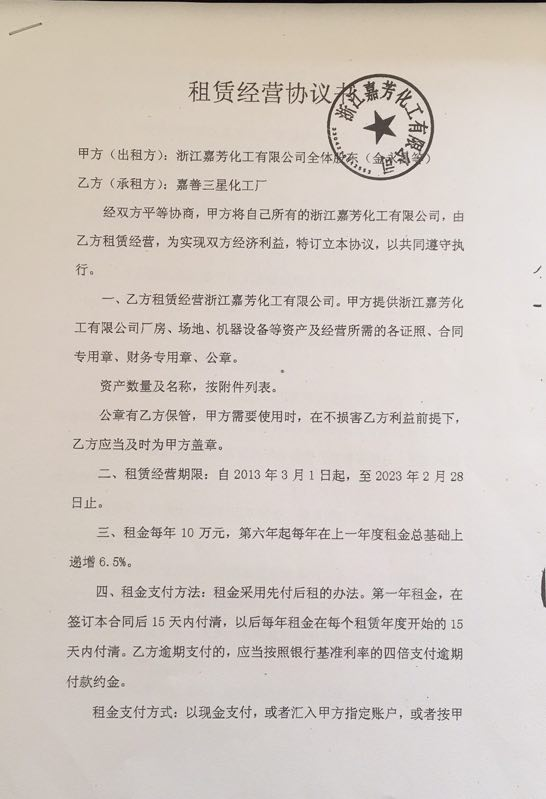 租赁经营协议书
浙江嘉芳化工有限公司
甲方（出租方）：浙江嘉芳化工有限公司全体股东（金 等）
乙方（承租方）：嘉善三星化工厂
经双方平等协商，甲方将自己所有的浙江嘉芳化工有限公司，由
乙方租赁经营，为实现双方经济利益，特订立本协议，以共同遵守执
行。
一、乙方租赁经营浙江嘉芳化工有限公司。甲方提供浙江嘉芳化
工有限公司厂房、场地、机器设备等资产及经营所需的各证照、合同
专用章、财务专用章、公章。
资产数量及名称，按附件列表。
公章有乙方保管，甲方需要使用时，在不损害乙方利益前提下，
乙方应当及时为甲方盖章。
二、租赁经营期限：自 2013 年 3 月 1 日起，至 2023 年 2 月 28
日止。
三、租金每年 10 万元，第六年起每年在上一年度租金总基础上
递增 6.5%。
四、租金支付方法：租金采用先付后租的办法。第一年租金，在
签订本合同后 15 天内付清，以后每年租金在每个租赁年度开始的 15
天内付清。乙方逾期支付的，应当按照银行基准利率的四倍支付逾期
付款约金。
租金支付方式：以现金支付，或者汇入甲方指定账户，或者按甲